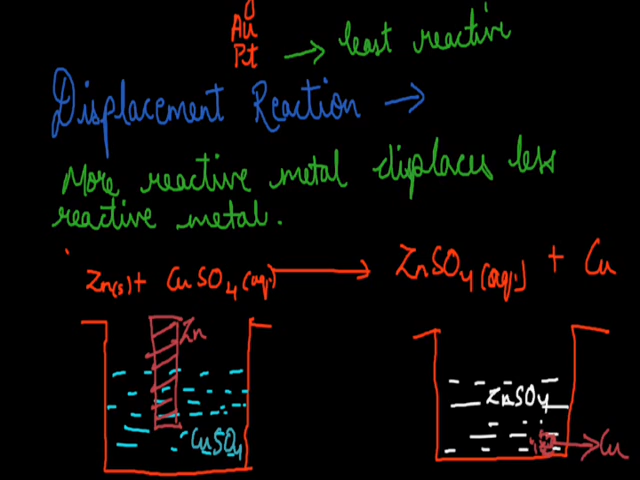 Au
Pt → least reactive
Displacement Reaction →
More reactive metal displaces less
reactive metal.
Zn(s) + CuSO4 (aq.) → ZnSO4 (aq.) + Cu
Zn
CuSO4
ZnSO4
→ Cu